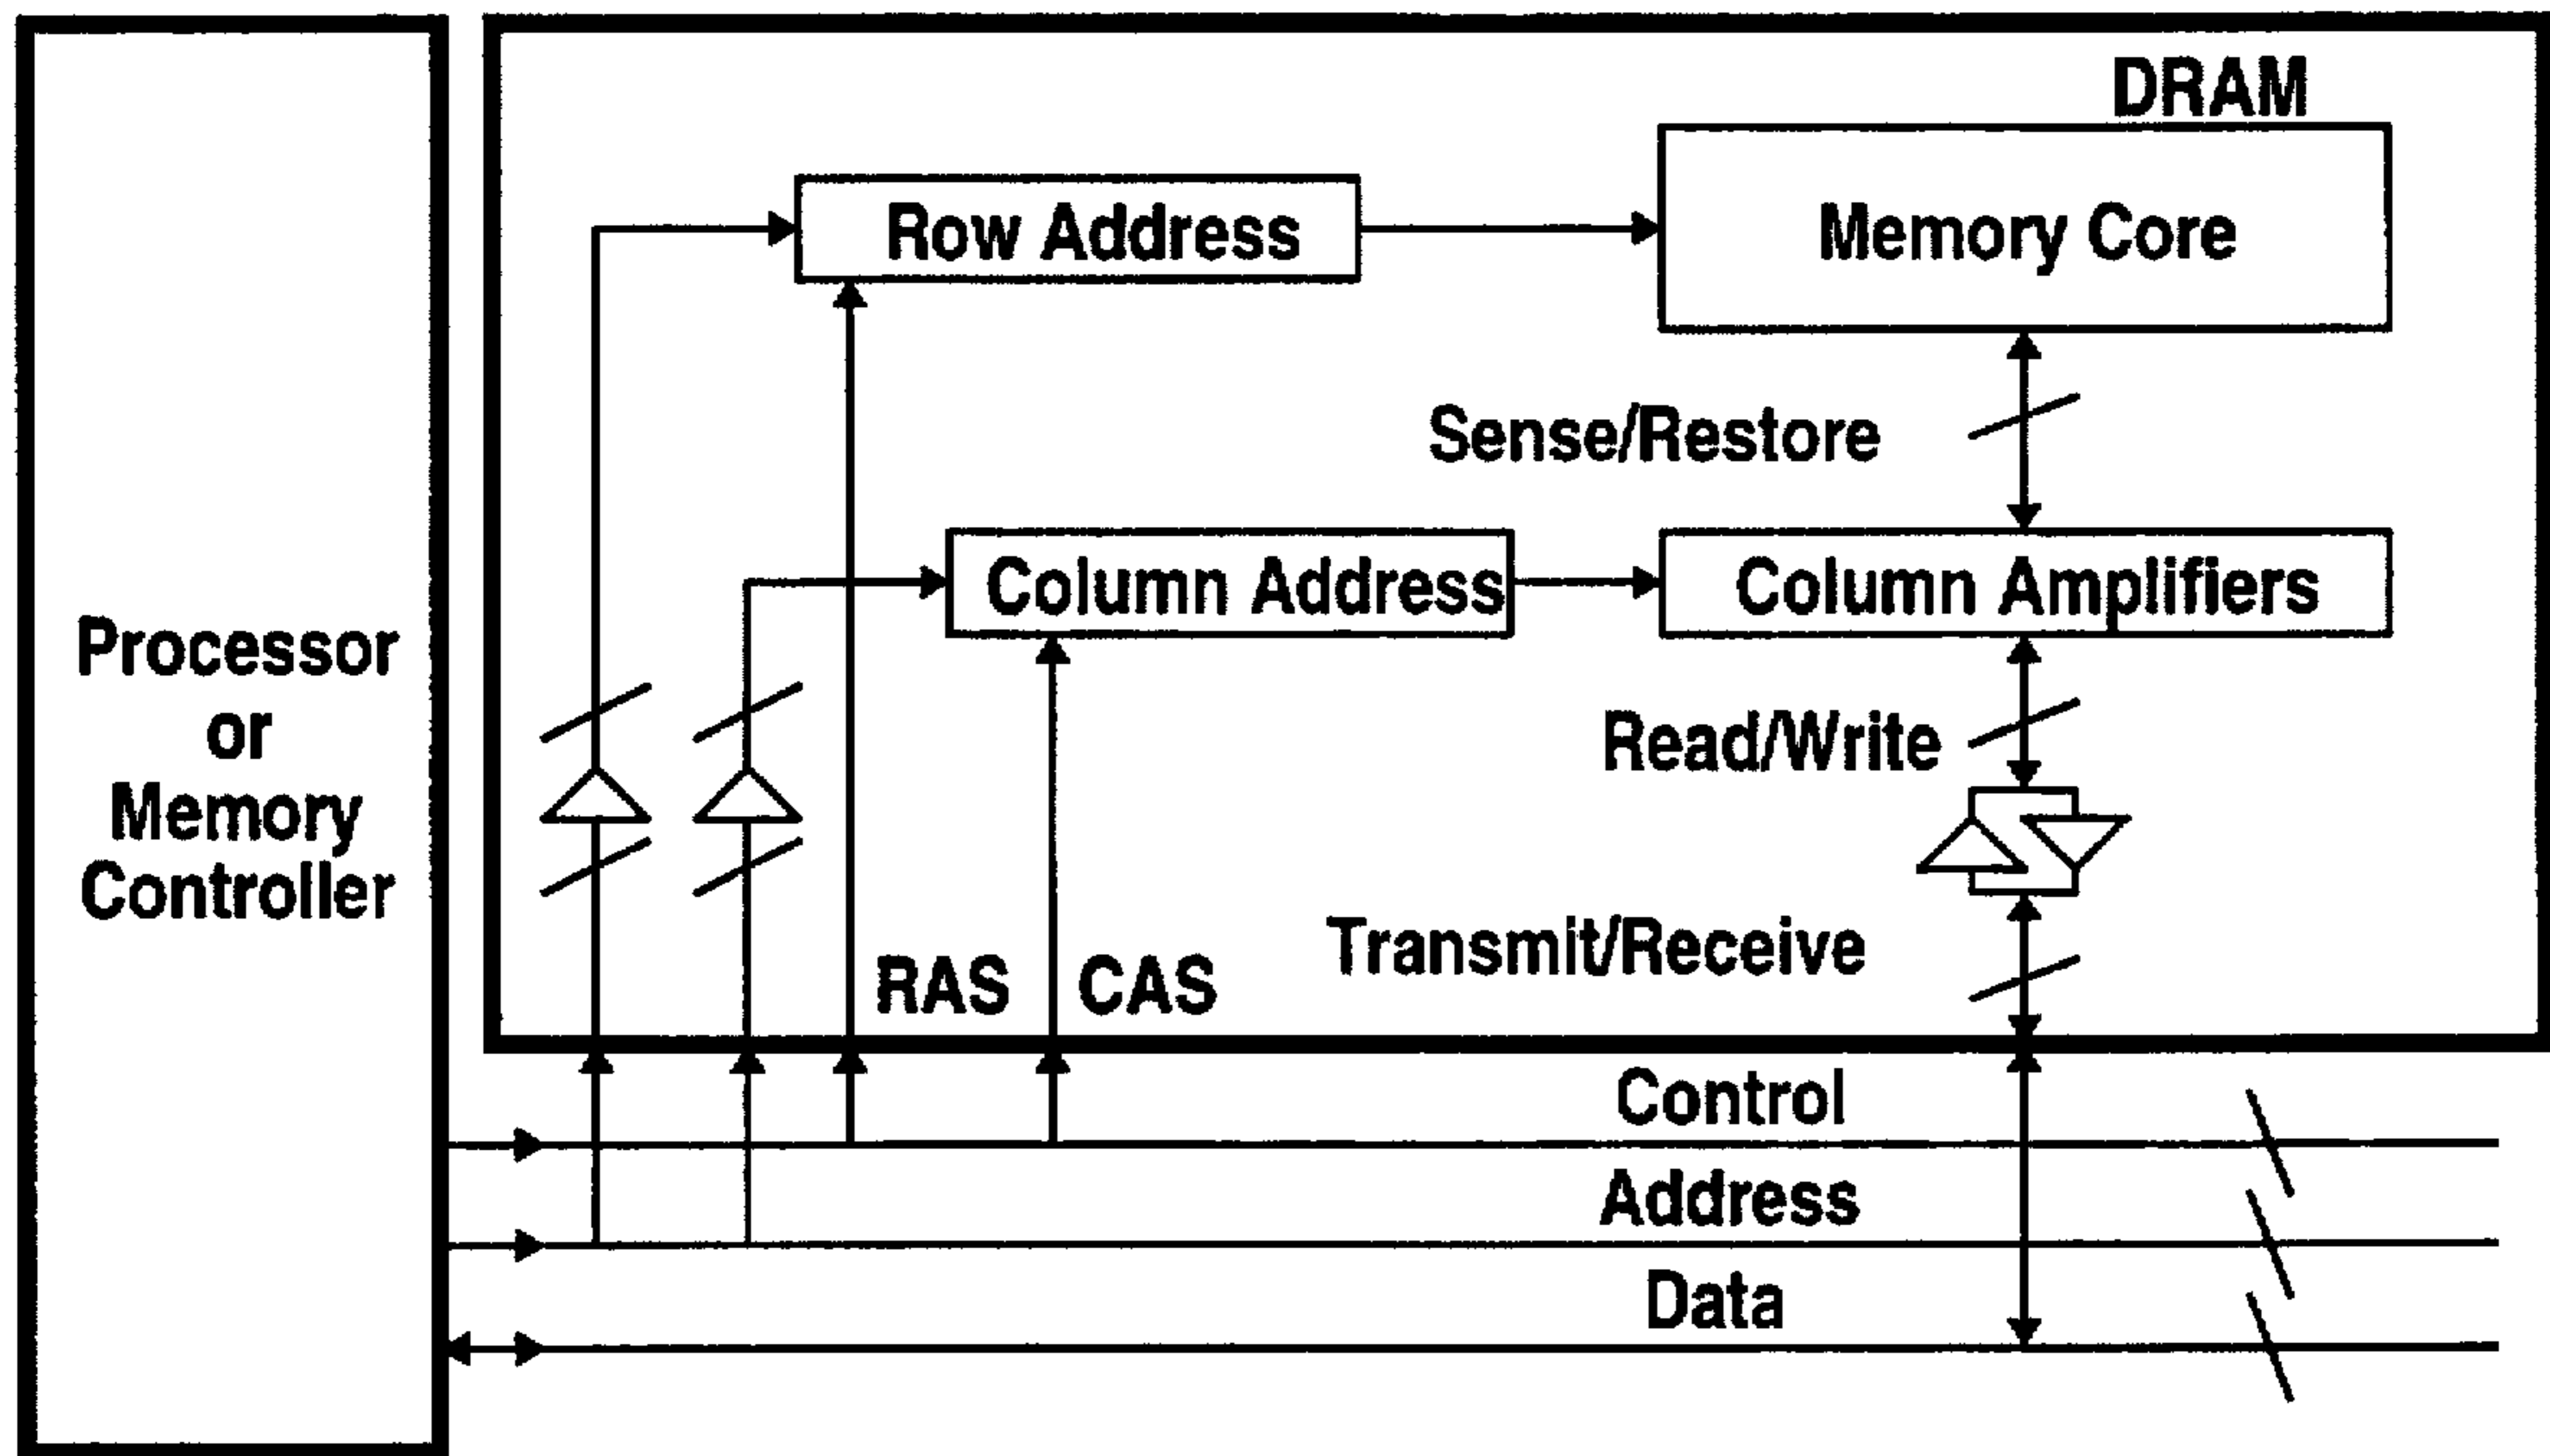 DRAM
Row Address
Memory Core
Sense/Restore
Column Address
Column Amplifiers
Processor
or
Memory
Controller
Read/Write
Transmit/Receive
RAS
CAS
Control
Address
Data